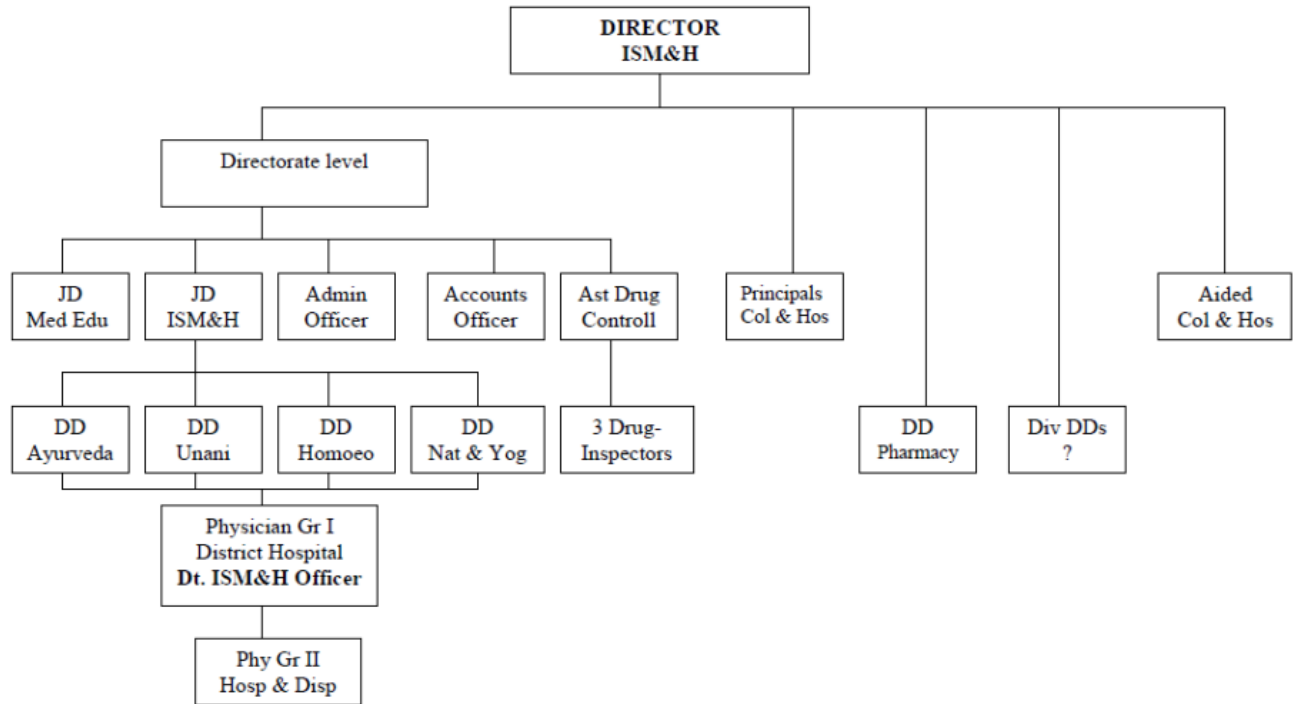 DIRECTOR
ISM&H
Directorate level
JD
Med Edu
JD
ISM&H
Admin
Officer
Accounts
Officer
Ast Drug
Controll
Principals
Col & Hos
Aided
Col & Hos
DD
Ayurveda
DD
Unani
DD
Homoeo
DD
Nat & Yog
3 Drug-
Inspectors
DD
Pharmacy
Div DDs
?
Physician Gr I
District Hospital
Dt. ISM&H Officer
Phy Gr II
Hosp & Disp